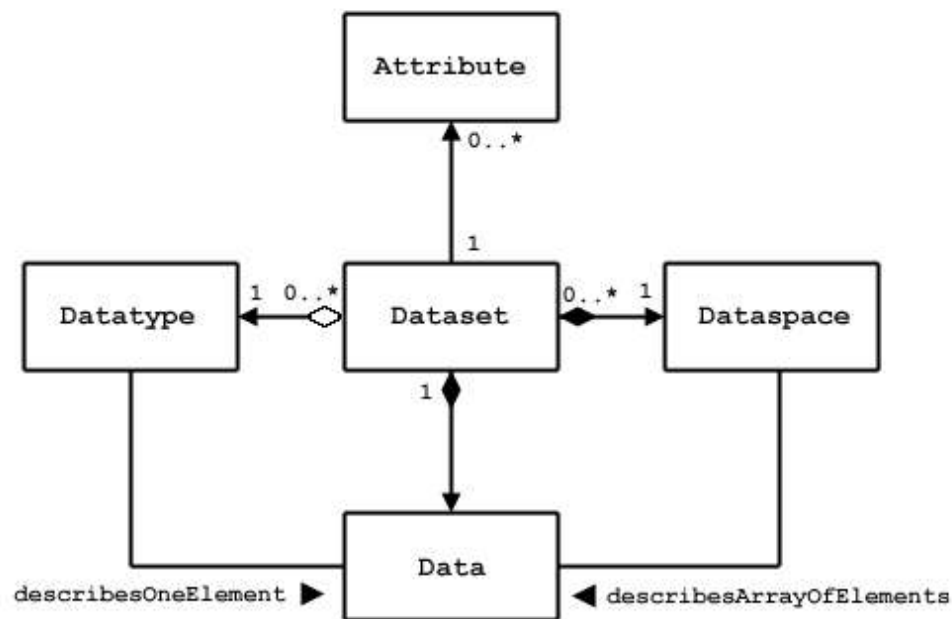 Attribute
0..*
1
1 0..*
0..* 1
Datatype
Dataset
Dataspace
1
Data
describesOneElement ▶
◀ describesArrayOfElements